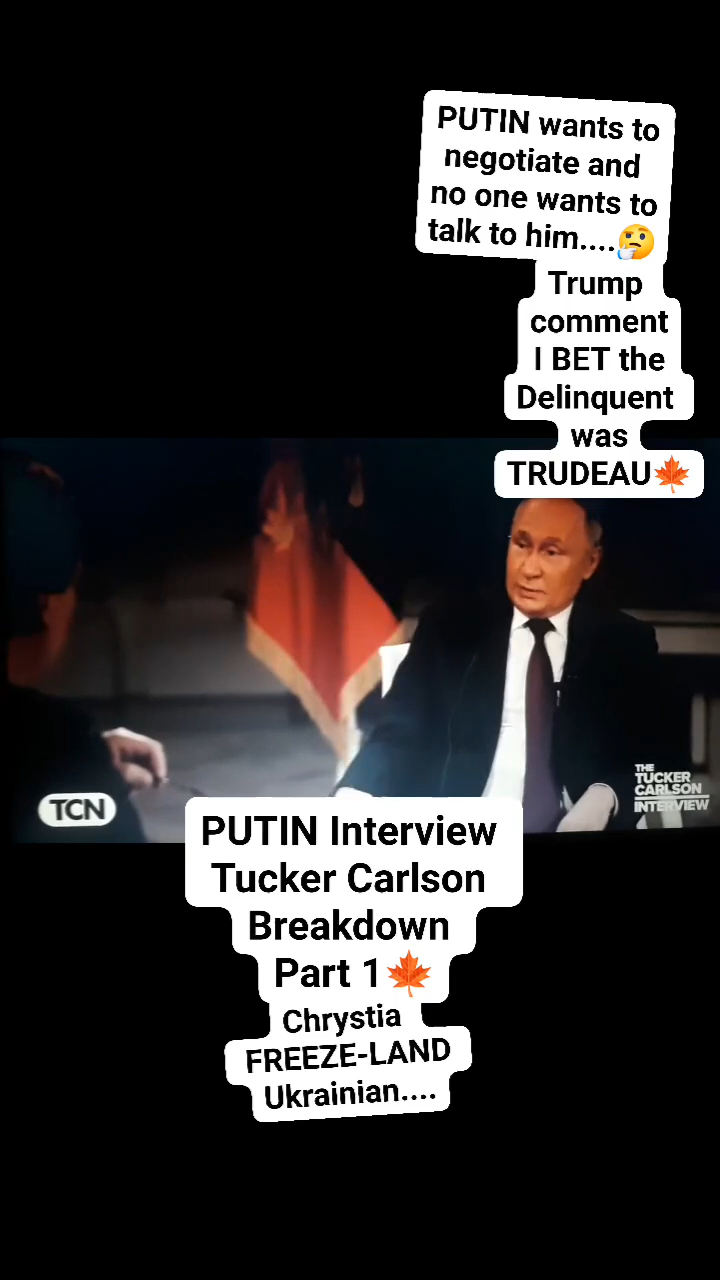 PUTIN wants to
negotiate and
no one wants to
talk to him....🤔
Trump
comment
I BET the
Delinquent
was
TRUDEAU🍁
TCN
THE
TUCKER
CARLSON
INTERVIEW
PUTIN Interview
Tucker Carlson
Breakdown
Part 1🍁
Chrystia
FREEZE-LAND
Ukrainian....